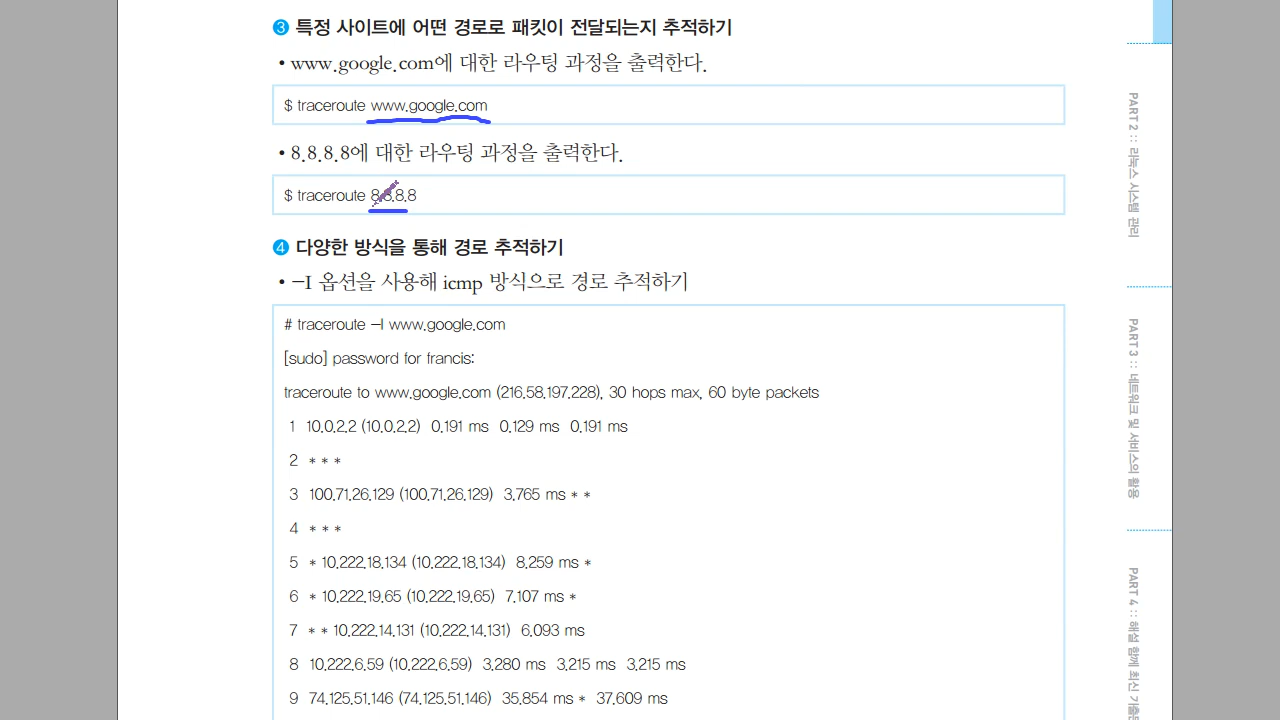 ❸ 특정 사이트에 어떤 경로로 패킷이 전달되는지 추적하기
• www.google.com에 대한 라우팅 과정을 출력한다.
$ traceroute www.google.com
• 8.8.8.8에 대한 라우팅 과정을 출력한다.
$ traceroute 8.8.8.8
❹ 다양한 방식을 통해 경로 추적하기
• –I 옵션을 사용해 icmp 방식으로 경로 추적하기
# traceroute –I www.google.com
[sudo] password for francis:
traceroute to www.google.com (216.58.197.228), 30 hops max, 60 byte packets
1 10.0.2.2 (10.0.2.2) 0.191 ms 0.129 ms 0.191 ms
2 * * *
3 100.71.26.129 (100.71.26.129) 3.765 ms * *
4 * * *
5 * 10.222.18.134 (10.222.18.134) 8.259 ms *
6 * 10.222.19.65 (10.222.19.65) 7.107 ms *
7 * * 10.222.14.131 (10.222.14.131) 3.093 ms
8 10.222.0.59 (10.222.0.59) 3.280 ms 3.215 ms 3.215 ms
9 74.125.51.146 (74.125.51.146) ms * ms
PART 2 :: 리눅스 시스템 관리
PART 3 :: 네트워크 및 서비스의 활용
PART 4 :: 해설 함께 최신 기출문